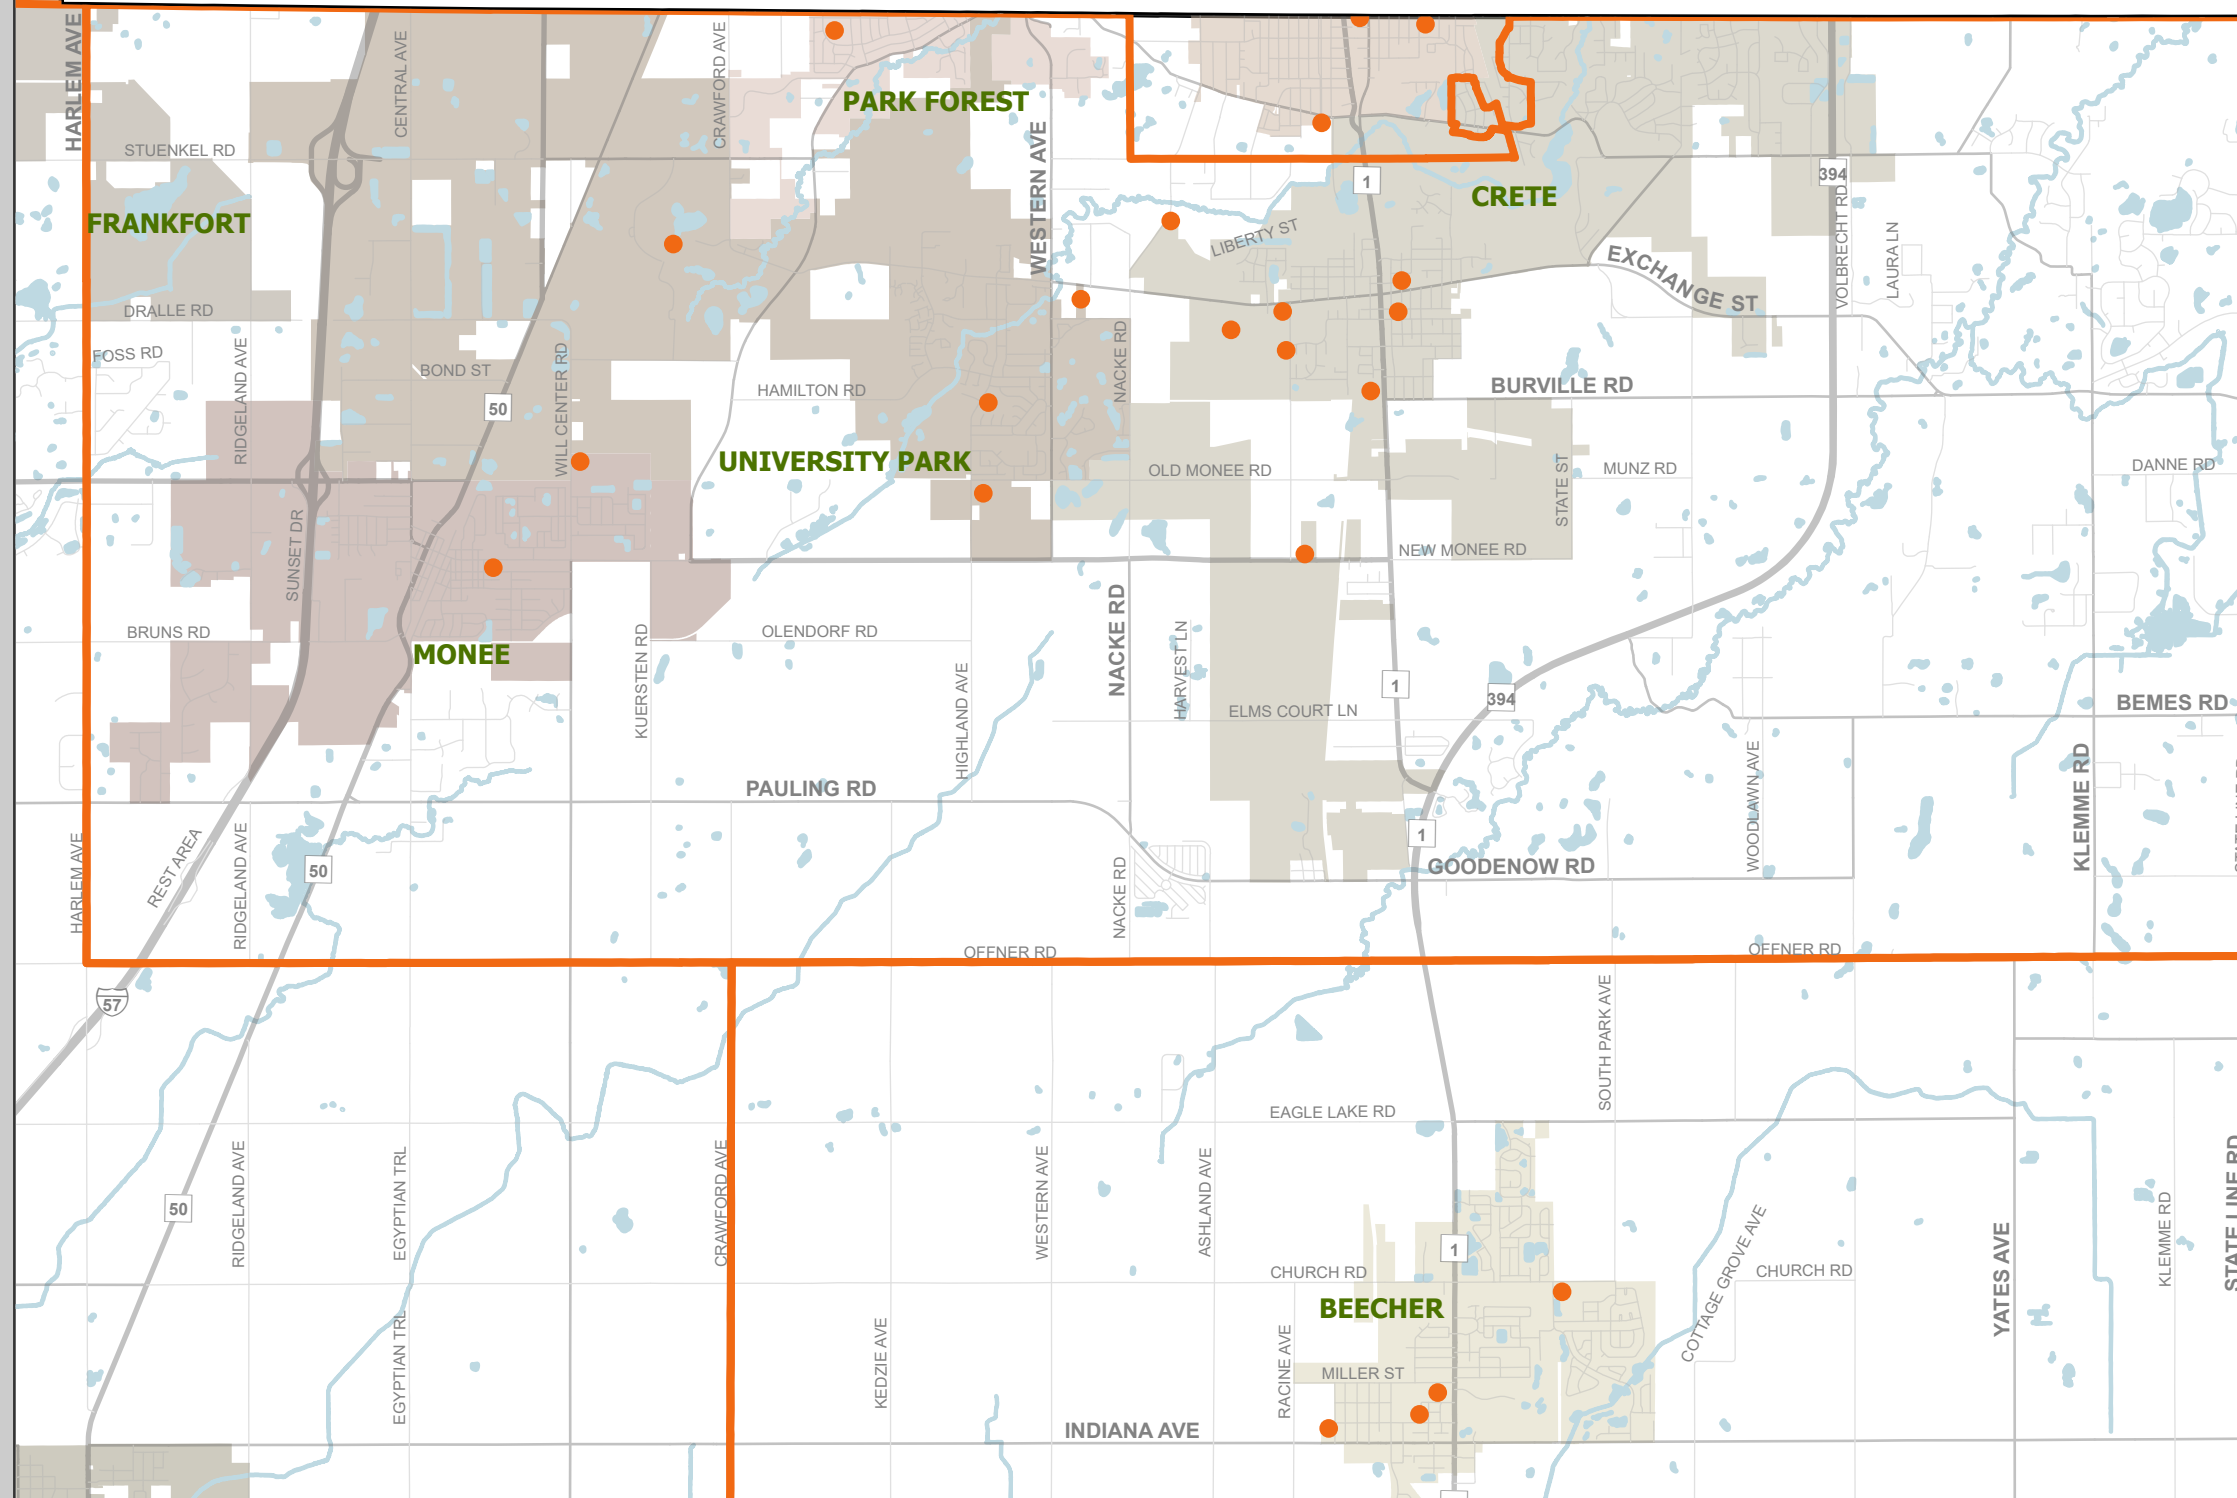 HARLEM AVE
CENTRAL AVE
CRAWFORD AVE
PARK FOREST
WESTERN AVE
STUENKEL RD
FRANKFORT
1
CRETE
394
VOLBRECHT RD
LAURA LN
LIBERTY ST
EXCHANGE ST
DRALLE RD
FOSS RD
RIDGELAND AVE
BOND ST
50
WILL CENTER RD
HAMILTON RD
NACKE RD
BURVILLE RD
UNIVERSITY PARK
OLD MONEE RD
STATE ST
MUNZ RD
DANNE RD
SUNSET DR
NEW MONEE RD
BRUNS RD
MONEE
KUERSTEN RD
OLENDORF RD
HIGHLAND AVE
NACKE RD
HARVEST LN
1
394
ELMS COURT LN
BEMES RD
PAULING RD
WOODLAWN AVE
KLEMME RD
HARLEM AVE
REST AREA
RIDGELAND AVE
50
NACKE RD
1
GOODENOW RD
OFFNER RD
OFFNER RD
57
SOUTH PARK AVE
EAGLE LAKE RD
50
RIDGELAND AVE
EGYPTIAN TRL
CRAWFORD AVE
WESTERN AVE
ASHLAND AVE
1
CHURCH RD
CHURCH RD
COTTAGE GROVE AVE
YATES AVE
KLEMME RD
STATE LINE RD
BEECHER
EGYPTIAN TRL
KEDZIE AVE
RACINE AVE
MILLER ST
INDIANA AVE